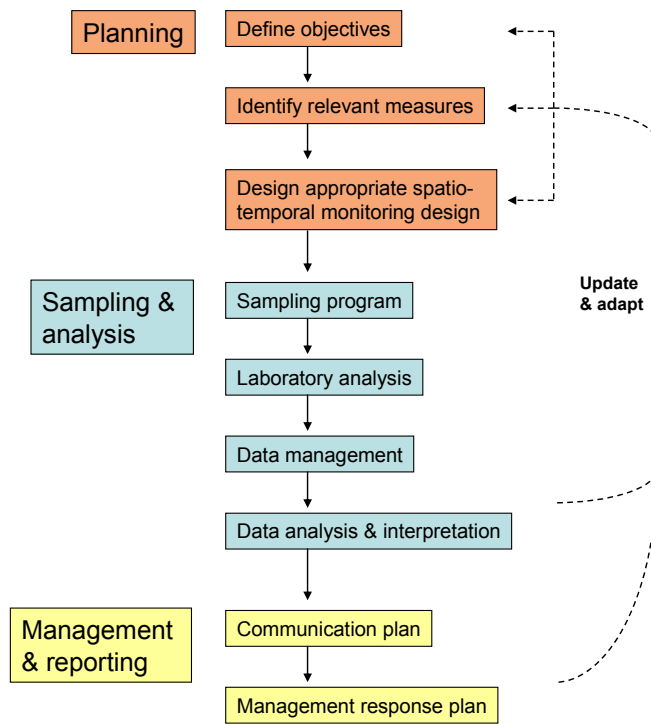 Planning
Define objectives
Identify relevant measures
Design appropriate spatio-
temporal monitoring design
Update
& adapt
Sampling &
analysis
Sampling program
Laboratory analysis
Data management
Data analysis & interpretation
Management
& reporting
Communication plan
Management response plan